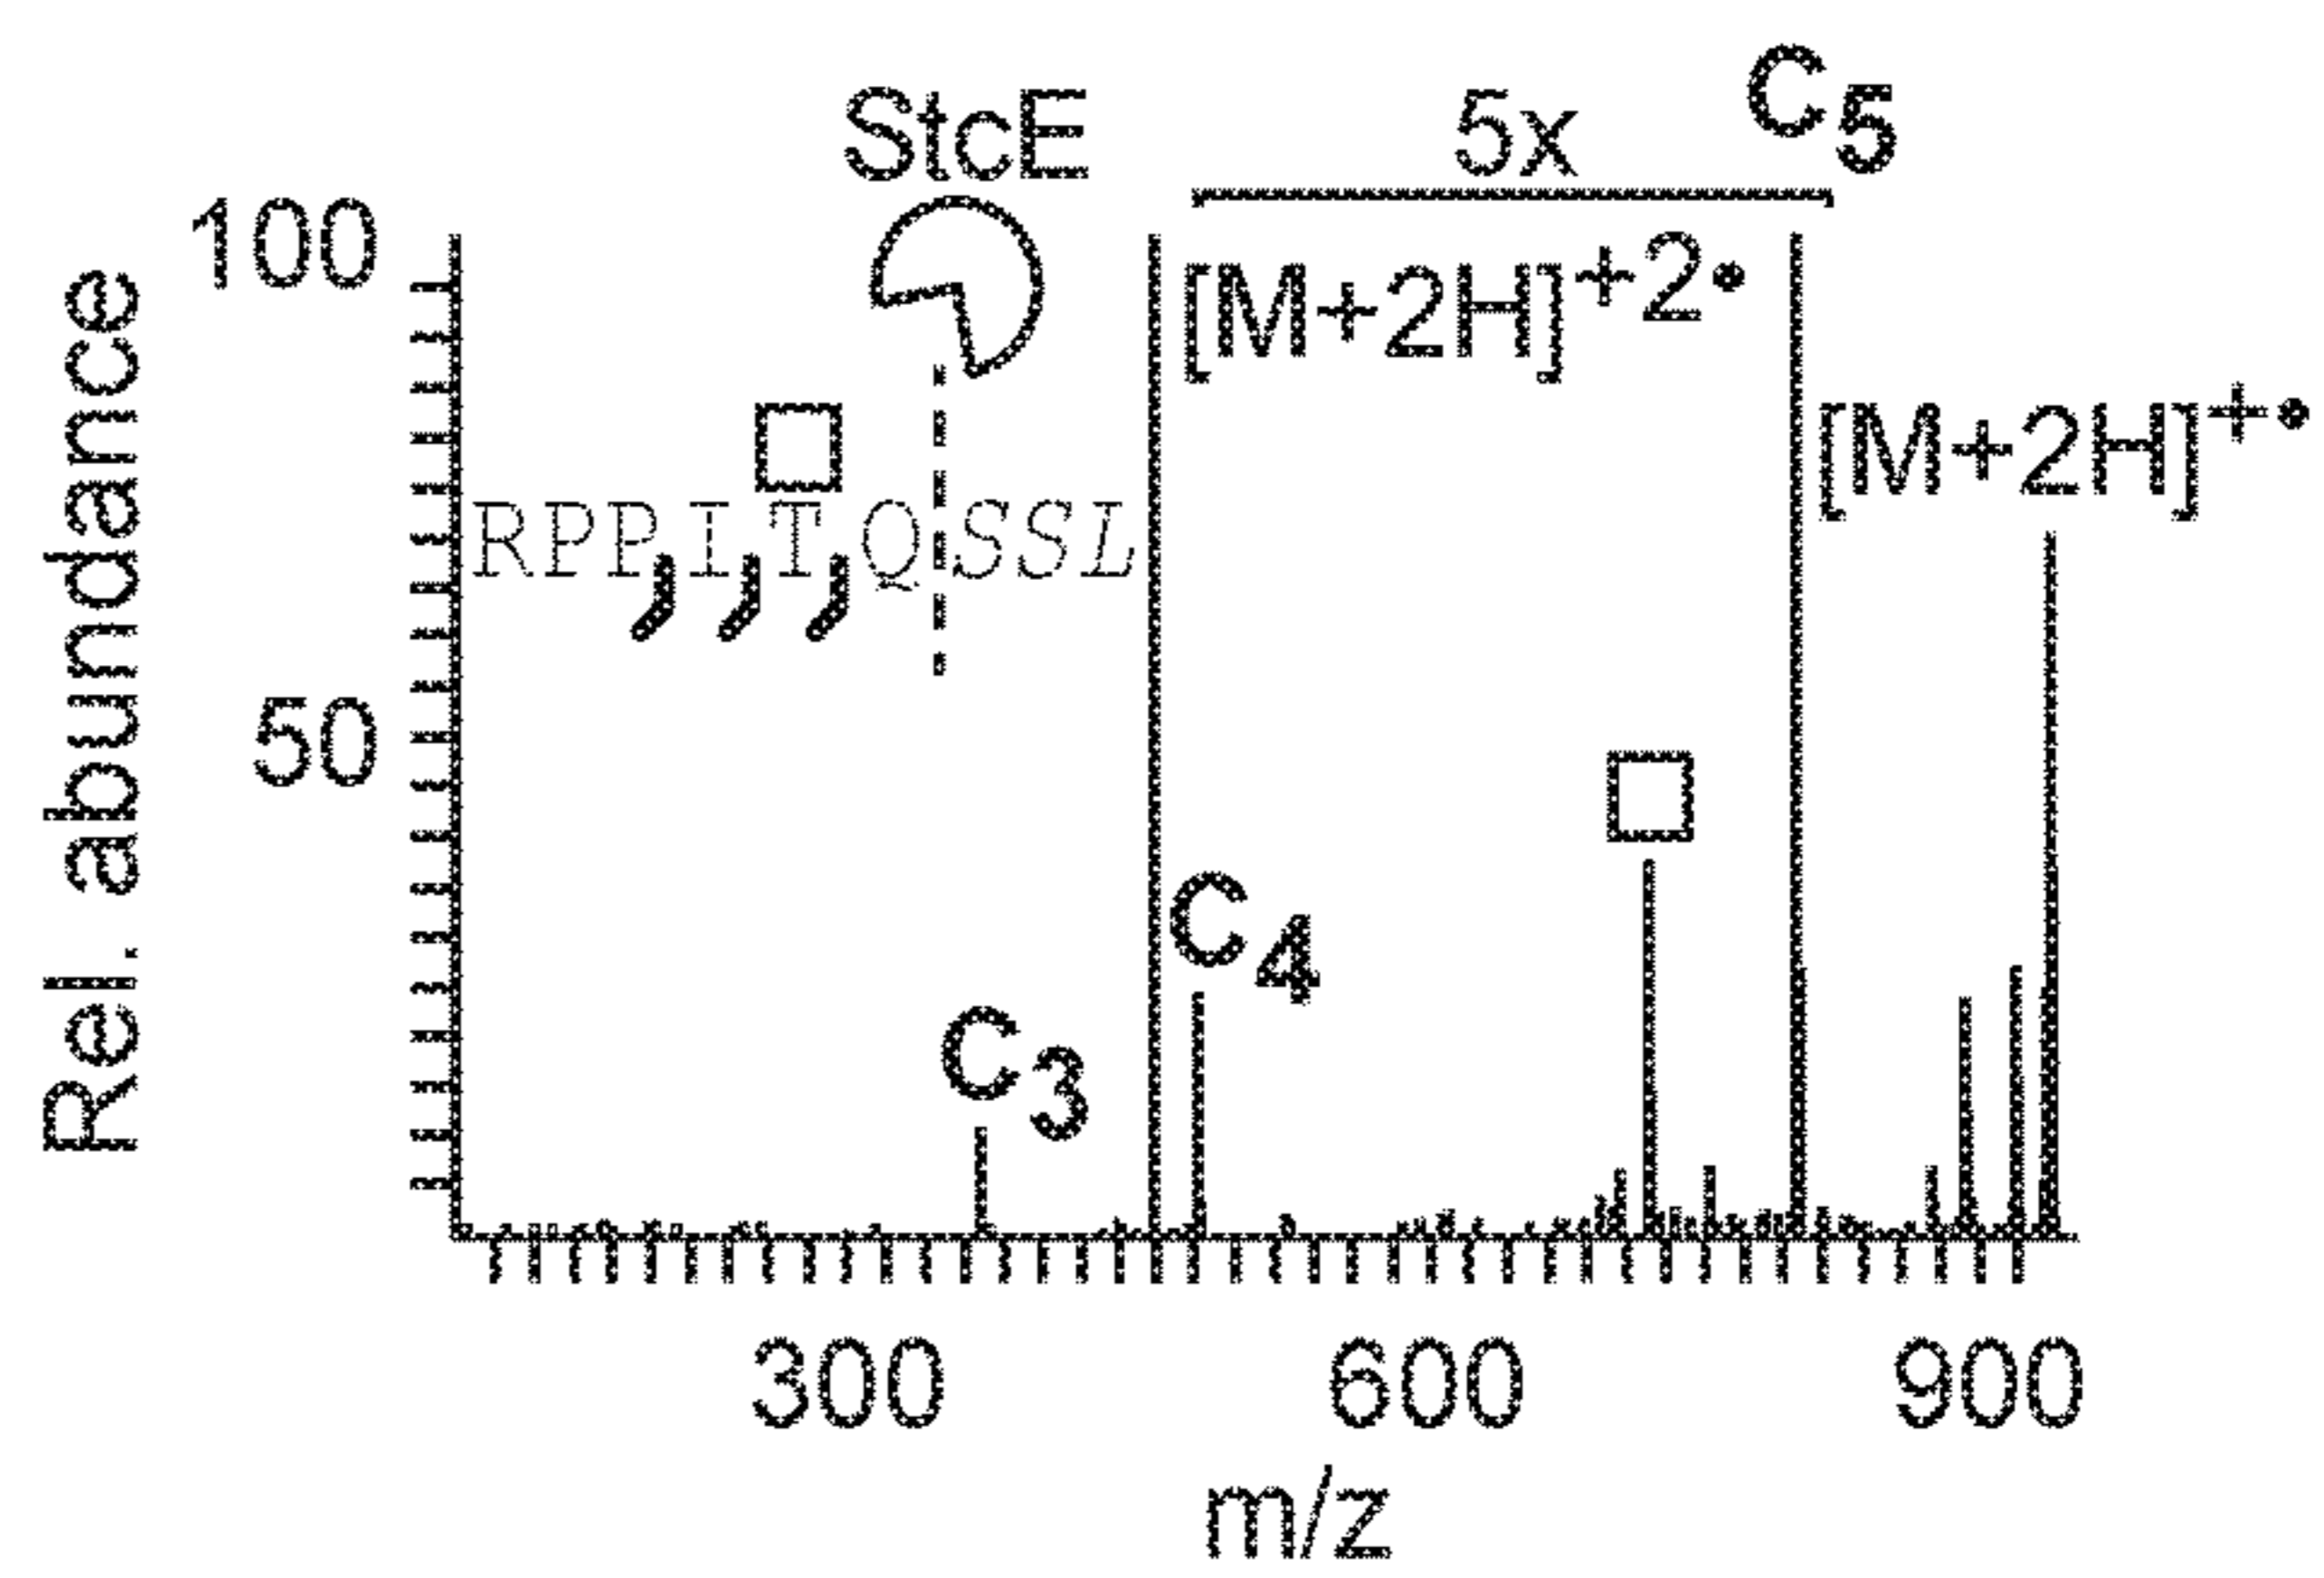 StcE
5x
C5
100
[M+2H]+2•
[M+2H]+•
RPPITQSSL
Rel. abundance
50
C4
C3
300 600 900
m/z